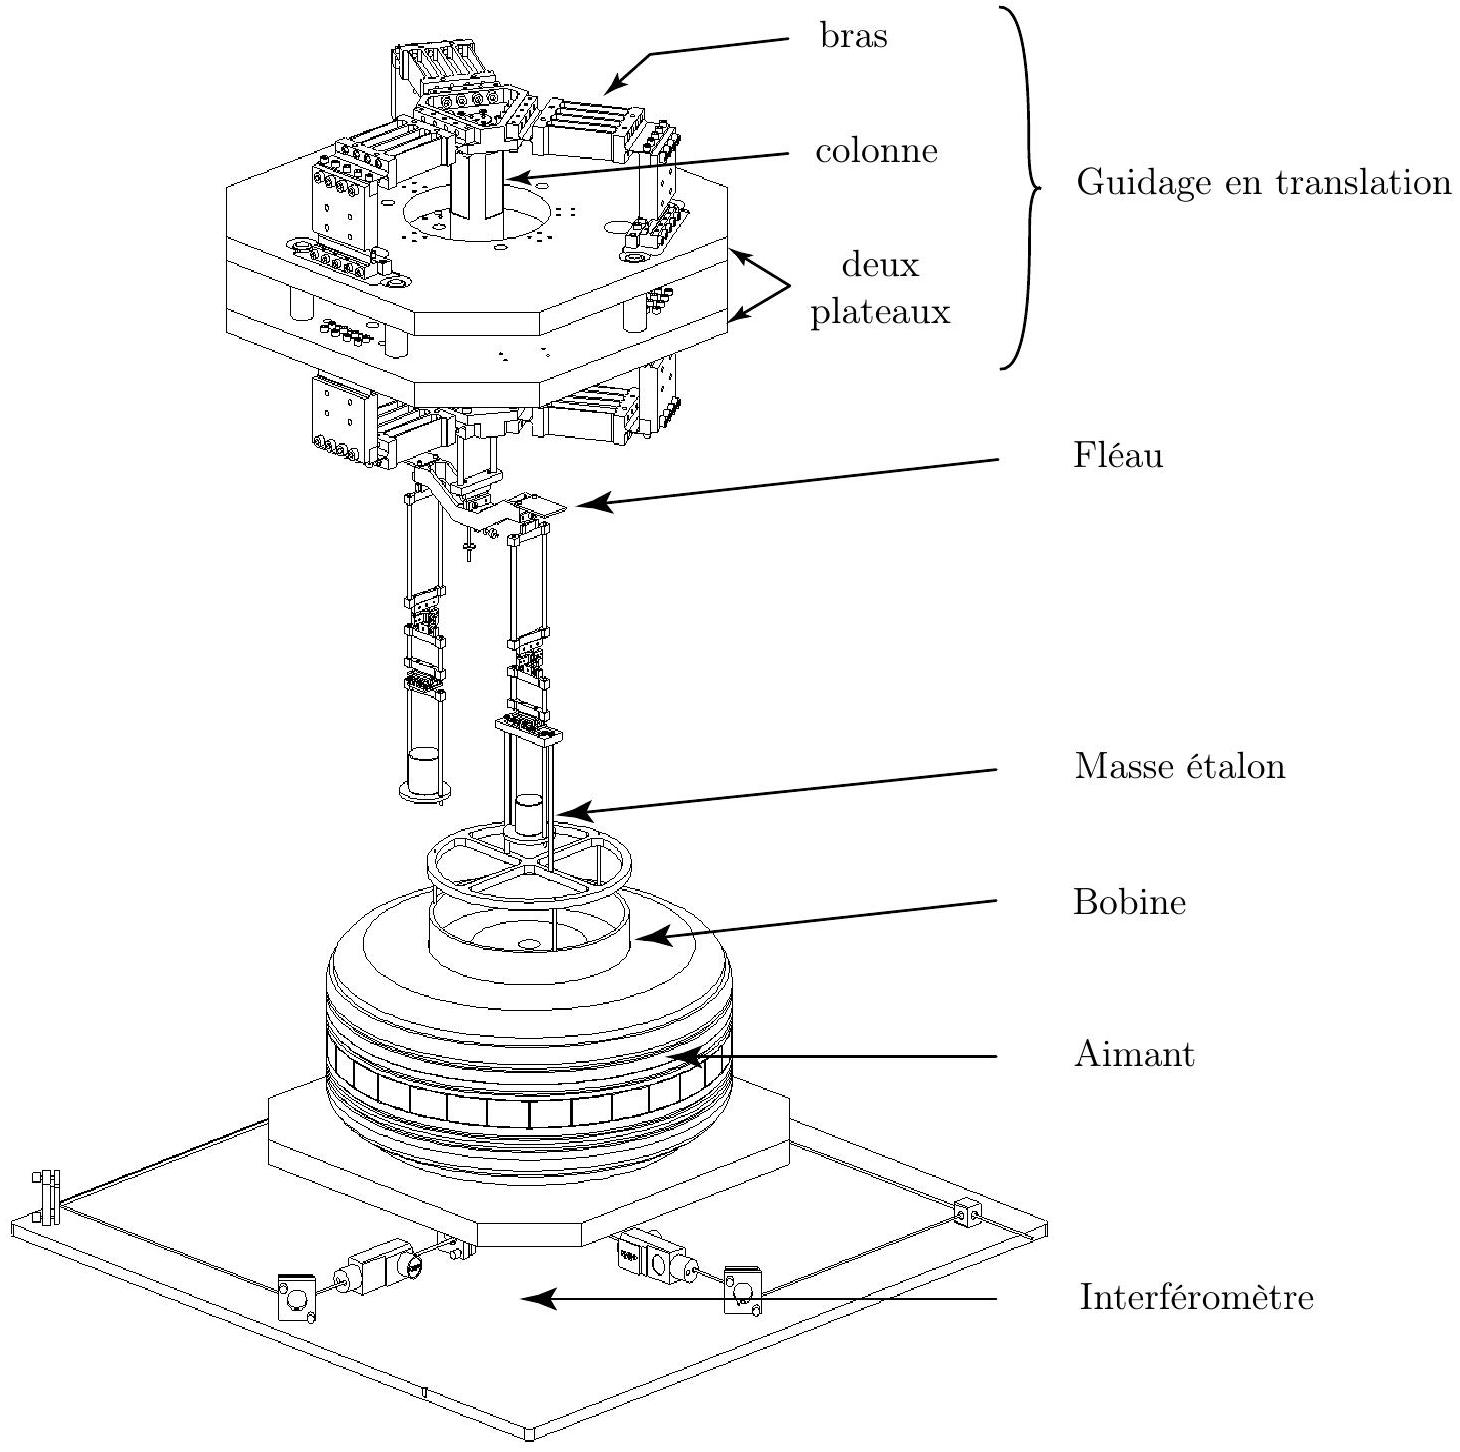 bras
colonne
Guidage en translation
deux
plateaux
Fléau
Masse étalon
Bobine
Aimant
Interféromètre